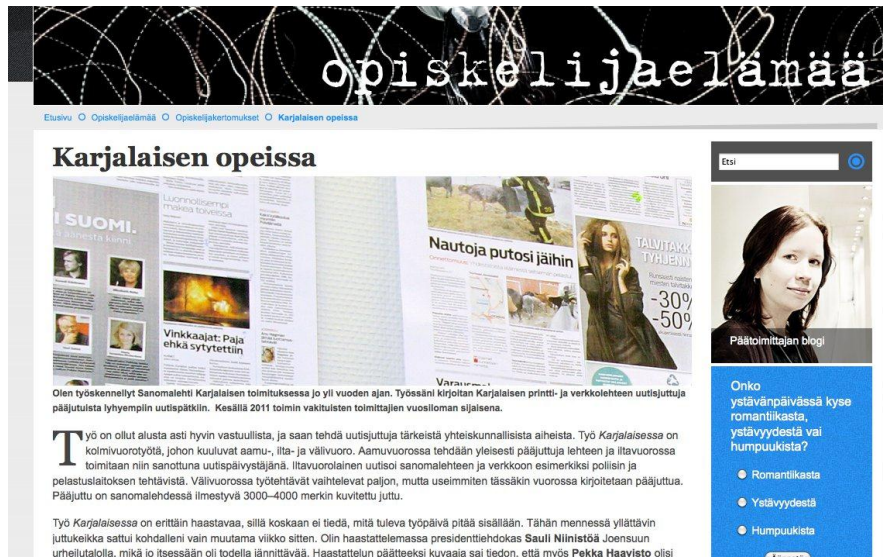 opiskelijaelämää
Etusivu Opiskelijaelämää Opiskelijakertomukset Karjalaisen opeissa
Karjalaisen opeissa
Etsi
I SUOMI.
Luonnollisempi
makea toiveissa
Vinkkaajat: Paja
ehkä sytytettiin
Nautoja putosi jäihin
TALVITAKK
TYHJENN
-30%
-50%
Varausma
Päätoimittajan blogi
Olen työskennellyt Sanomalehti Karjalaisen toimituksessa jo yli vuoden ajan. Työssäni kirjoitan Karjalaisen printti- ja verkkolehteen uutisjuttuja
pääjutuista lyhyempiin uutispätkiin. Kesällä 2011 toimin vakituisten toimittajien vuosiloman sijaisena.
Työ on ollut alusta asti hyvin vastuullista, ja saan tehdä uutisjuttuja tärkeistä yhteiskunnallisista aiheista. Työ Karjalaisessa on
kolmivuorotyötä, johon kuuluvat aamu-, ilta- ja välivuoro. Aamuvuorossa tehdään yleisesti pääjuttuja lehteen ja iltavuorossa
toimitaan niin sanottuna uutispäivystäjänä. Iltavuorolainen uutisoi sanomalehteen ja verkkoon esimerkiksi poliisin ja
pelastuslaitoksen tehtävistä. Välivuorossa työtehtävät vaihtelevat paljon, mutta useimmiten tässäkin vuorossa kirjoitetaan pääjuttua.
Pääjuttu on sanomalehdessä ilmestyvä 3000–4000 merkin kuvitettu juttu.
Työ Karjalaisessa on erittäin haastavaa, sillä koskaan ei tiedä, mitä tuleva työpäivä pitää sisällään. Tähän mennessä yllättävin
juttukeikka sattui kohdalleni vain muutama viikko sitten. Olin haastattelemassa presidenttiehdokas Sauli Niinistöä Joensuun
urheilutalolla, mikä jo itsessään oli todella jännittävää. Haastattelun päätteeksi kuvaaja sai tiedon, että myös Pekka Haavisto olisi
Onko
ystävänpäivässä kyse
romantiikasta,
ystävyydestä vai
humpuukista?
Romantiikasta
Ystävyydestä
Humpuukista